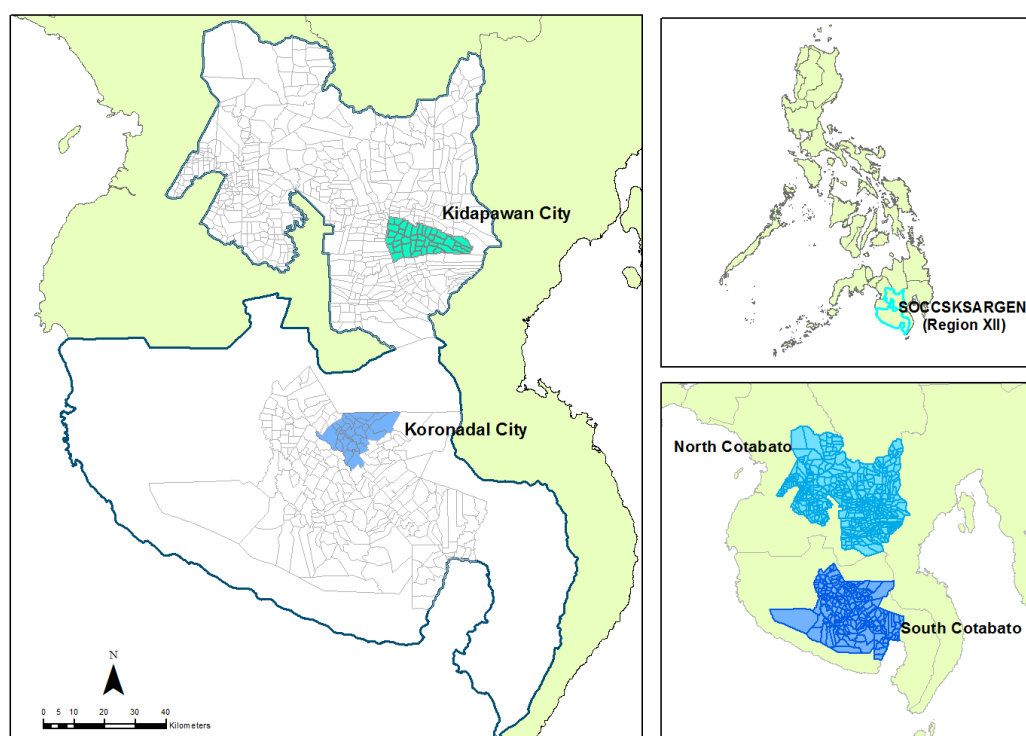 Kidapawan City
Koronadal City
N
0 5 10 20 30 40
Kilometers
SOCCSKSARGEN
(Region XII)
North Cotabato
South Cotabato